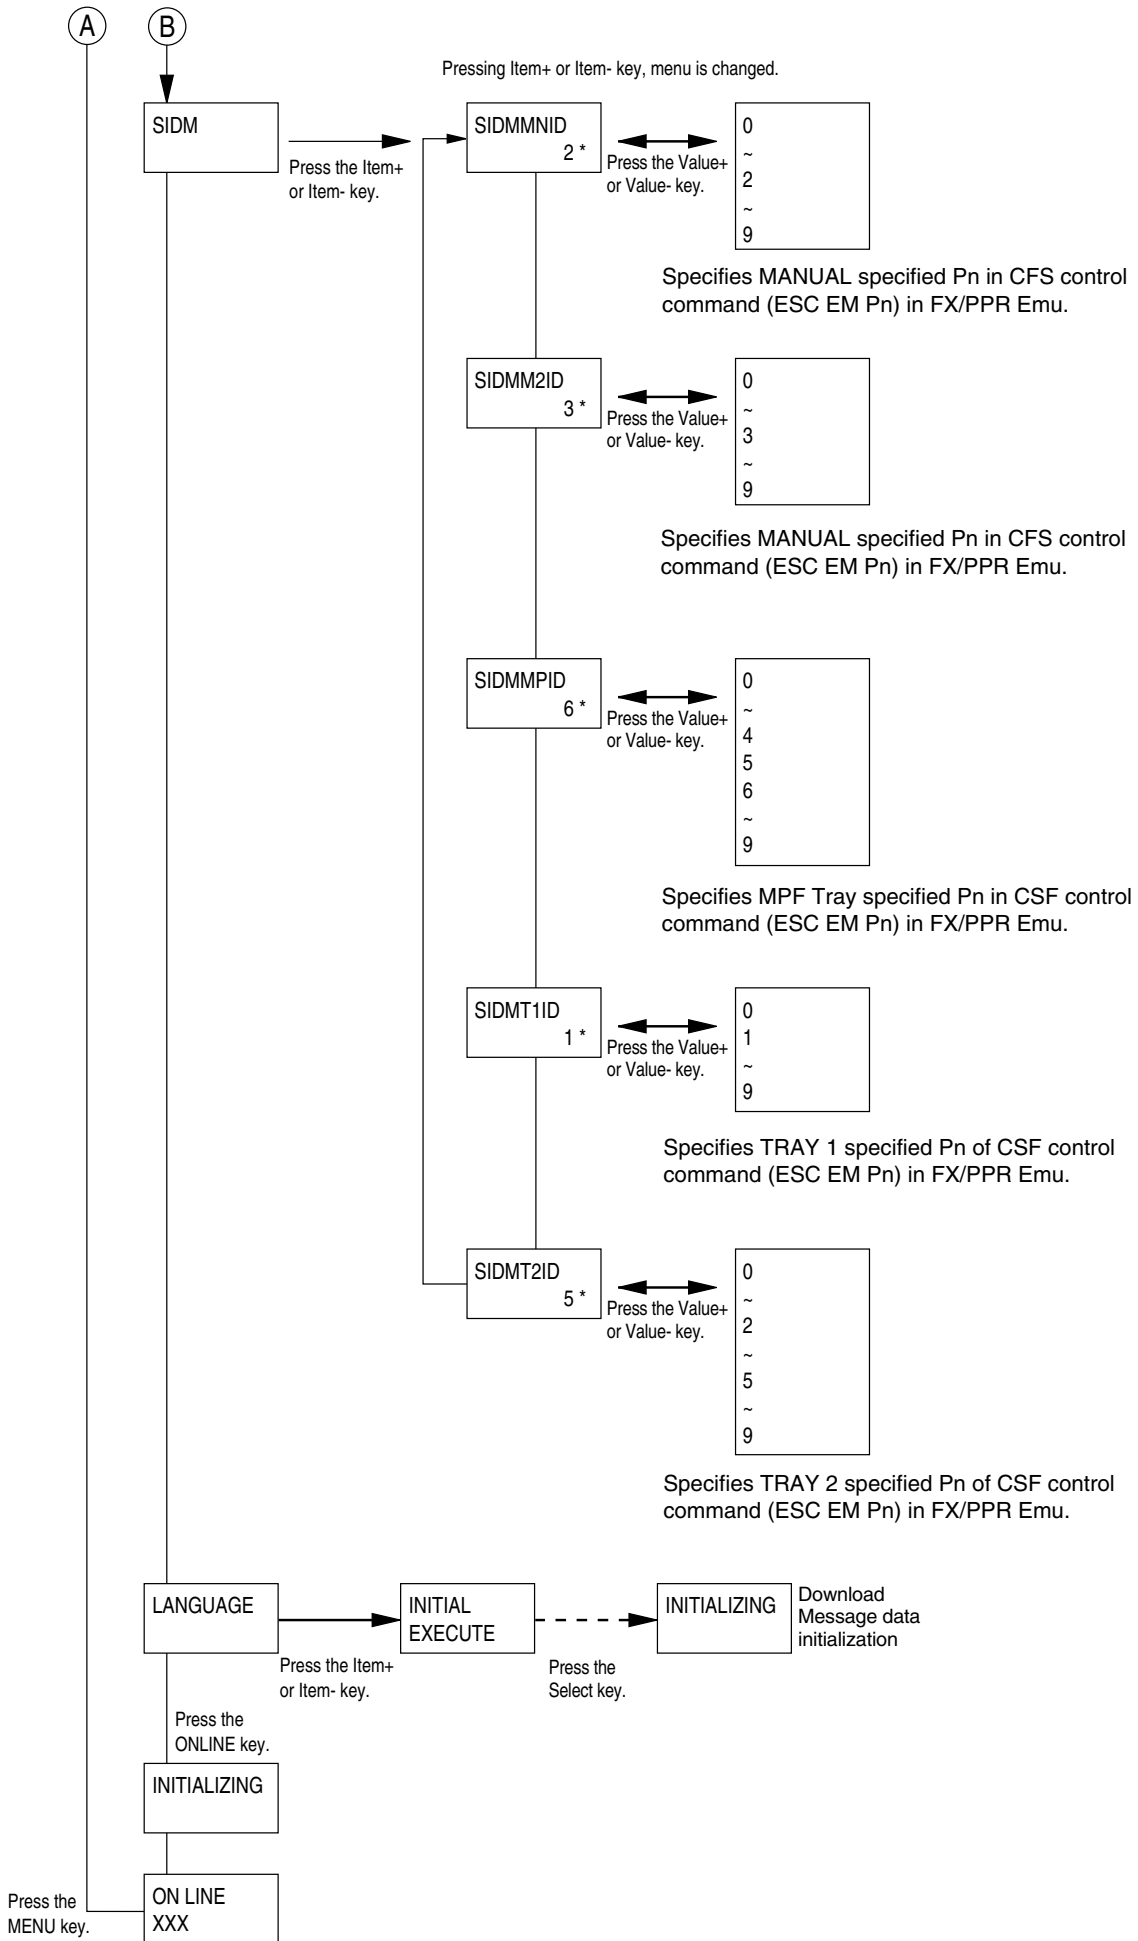 A
B
Pressing Item+ or Item- key, menu is changed.
SIDM
Press the Item+
or Item- key.
SIDMMNID
2 *
Press the Value+
or Value- key.
0
~
2
~
9
Specifies MANUAL specified Pn in CFS control
command (ESC EM Pn) in FX/PPR Emu.
SIDMM2ID
3 *
Press the Value+
or Value- key.
0
~
3
~
9
Specifies MANUAL specified Pn in CFS control
command (ESC EM Pn) in FX/PPR Emu.
SIDMMPID
6 *
Press the Value+
or Value- key.
0
~
4
5
6
~
9
Specifies MPF Tray specified Pn in CSF control
command (ESC EM Pn) in FX/PPR Emu.
SIDMT1ID
1 *
Press the Value+
or Value- key.
0
1
~
9
Specifies TRAY 1 specified Pn of CSF control
command (ESC EM Pn) in FX/PPR Emu.
SIDMT2ID
5 *
Press the Value+
or Value- key.
0
~
2
~
5
~
9
Specifies TRAY 2 specified Pn of CSF control
command (ESC EM Pn) in FX/PPR Emu.
LANGUAGE
Press the Item+
or Item- key.
INITIAL
EXECUTE
Press the
Select key.
INITIALIZING
Download
Message data
initialization
Press the
ONLINE key.
INITIALIZING
Press the
MENU key.
ON LINE
XXX